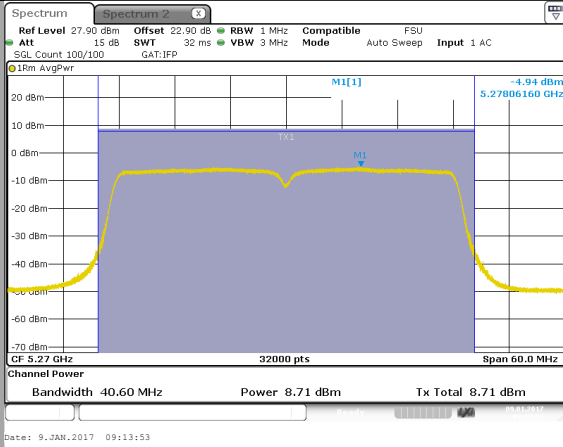 Spectrum Spectrum 2 X
Ref Level 27.90 dBm Offset 22.90 dB RBW 1 MHz Compatible FSU
Att 15 dB SWT 32 ms VBW 3 MHz Mode Auto Sweep Input 1 AC
SGL Count 100/100 GAT:IFP
1Rm AvgPwr
M1[1] -4.94 dBm
5.27806160 GHz
20 dBm
10 dBm
TX1
0 dBm
M1
-10 dBm
-20 dBm
-30 dBm
-40 dBm
-50 dBm
-60 dBm
-70 dBm
CF 5.27 GHz 32000 pts Span 60.0 MHz
Channel Power
Bandwidth 40.60 MHz Power 8.71 dBm Tx Total 8.71 dBm
Ready 09.01.2017
Date: 9.JAN.2017 09:13:53